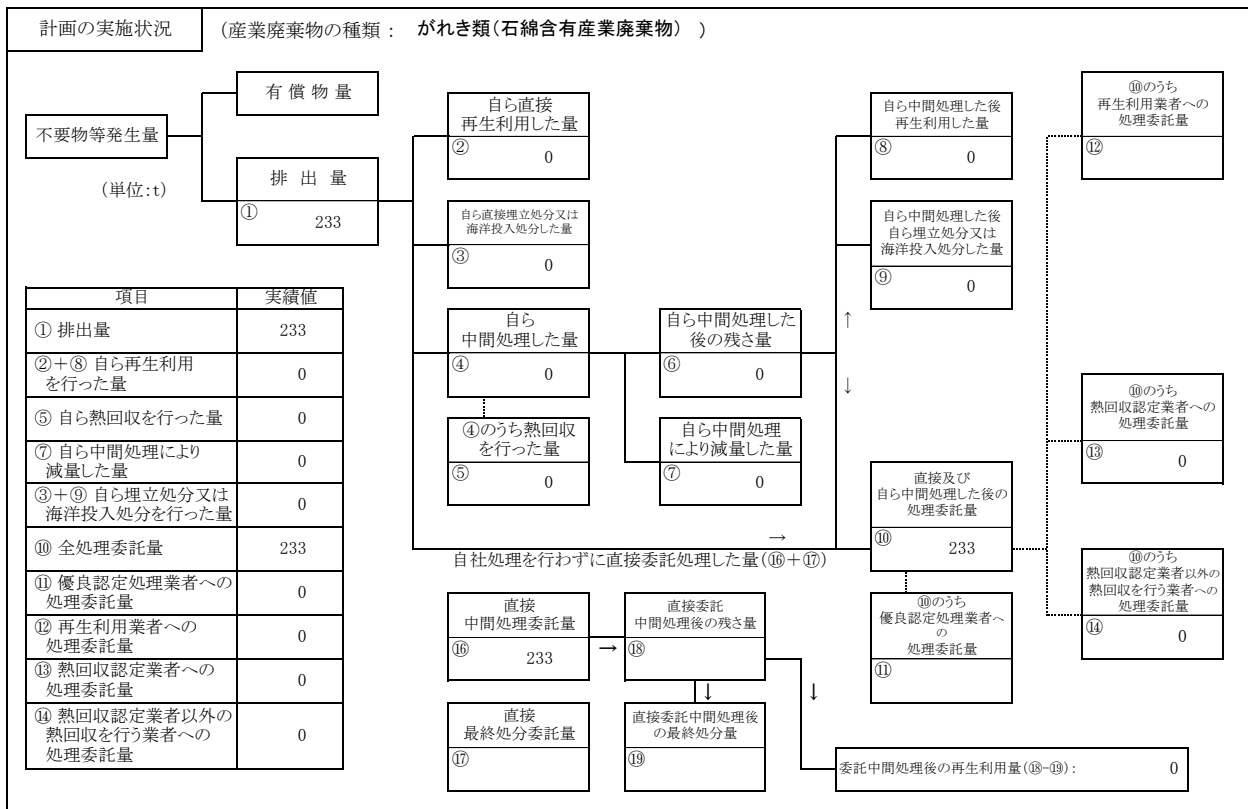 計画の実施状況
(産業廃棄物の種類： がれき類(石綿含有産業廃棄物) )
不要物等発生量
(単位:t)
有 償 物 量
排 出 量
① 233
自ら直接
再生利用した量
② 0
自ら直接埋立処分又は
海洋投入処分した量
③ 0
自ら
中間処理した量
④ 0
④のうち熱回収
を行った量
⑤ 0
自ら中間処理した
後の残さ量
⑥ 0
自ら中間処理
により減量した量
⑦ 0
自ら中間処理した後
再生利用した量
⑧ 0
自ら中間処理した後
自ら埋立処分又は
海洋投入処分した量
⑨ 0
↑
↓
直接及び
自ら中間処理した後の
処理委託量
⑩ 233
⑩のうち
優良認定処理業者へ
の
処理委託量
⑪
⑩のうち
再生利用業者への
処理委託量
⑫
⑩のうち
熱回収認定業者への
処理委託量
⑬ 0
⑩のうち
熱回収認定業者以外の
熱回収を行う業者への
処理委託量
⑭ 0
→
自社処理を行わずに直接委託処理した量(⑯+⑰)
直接
中間処理委託量
⑯ 233
→
直接委託
中間処理後の残さ量
⑱
↓
↓
直接
最終処分委託量
⑰
直接委託中間処理後
の最終処分量
⑲
委託中間処理後の再生利用量(⑱-⑲)： 0
項目 実績値
① 排出量 233
②+⑧ 自ら再生利用
を行った量 0
⑤ 自ら熱回収を行った量 0
⑦ 自ら中間処理により
減量した量 0
③+⑨ 自ら埋立処分又は
海洋投入処分を行った量 0
⑩ 全処理委託量 233
⑪ 優良認定処理業者への
処理委託量 0
⑫ 再生利用業者への
処理委託量 0
⑬ 熱回収認定業者への
処理委託量 0
⑭ 熱回収認定業者以外の
熱回収を行う業者への
処理委託量 0